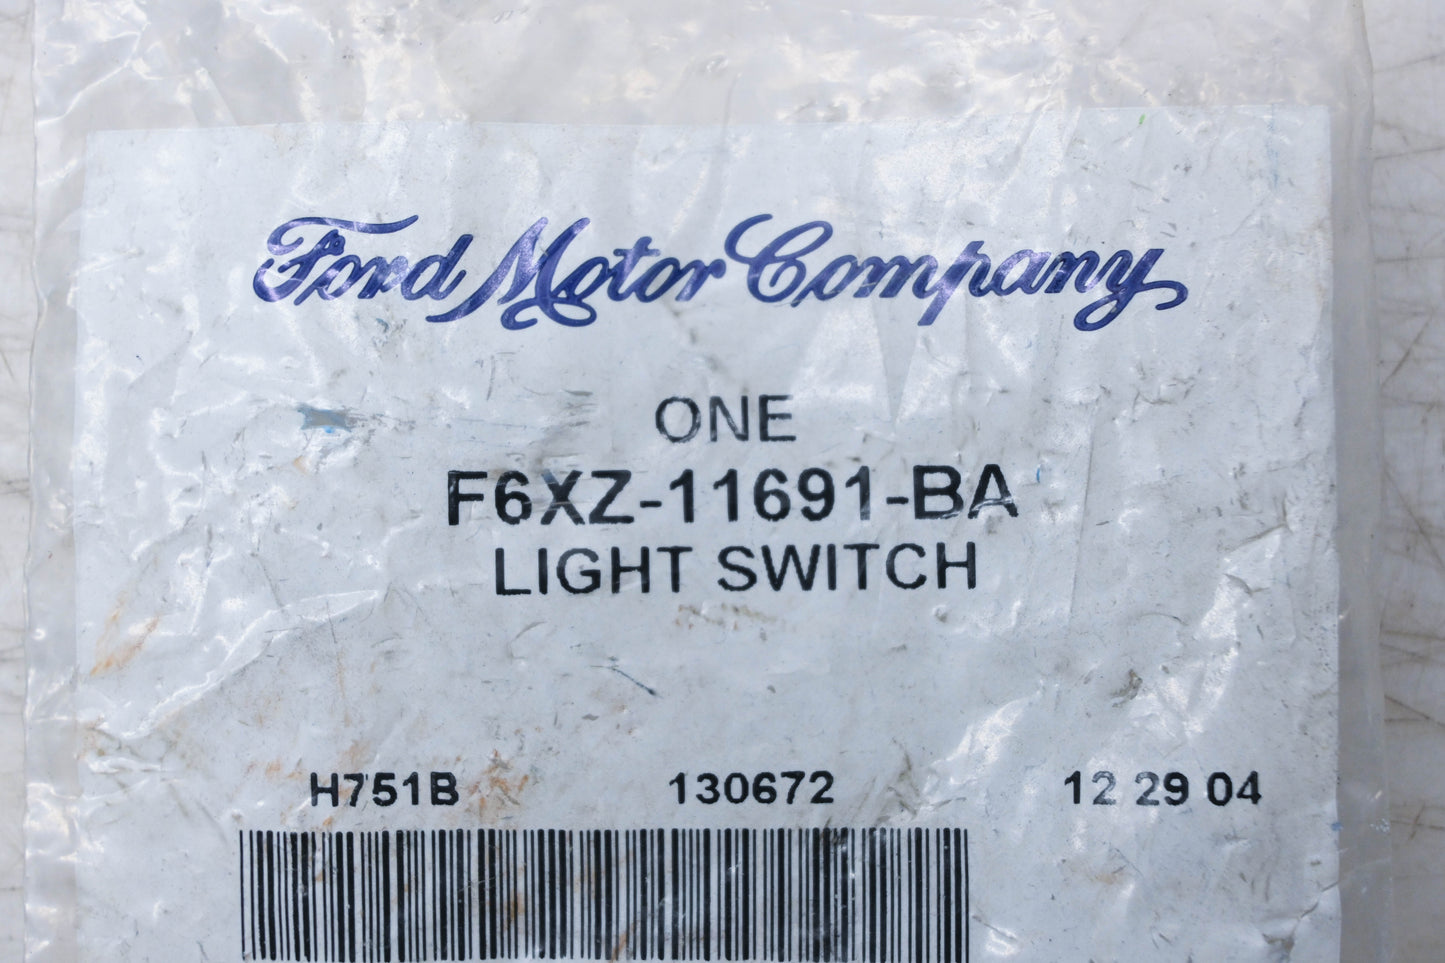 Ford Motor Company
ONE
F6XZ-11691-BA
LIGHT SWITCH
H751B 130672 12 29 04